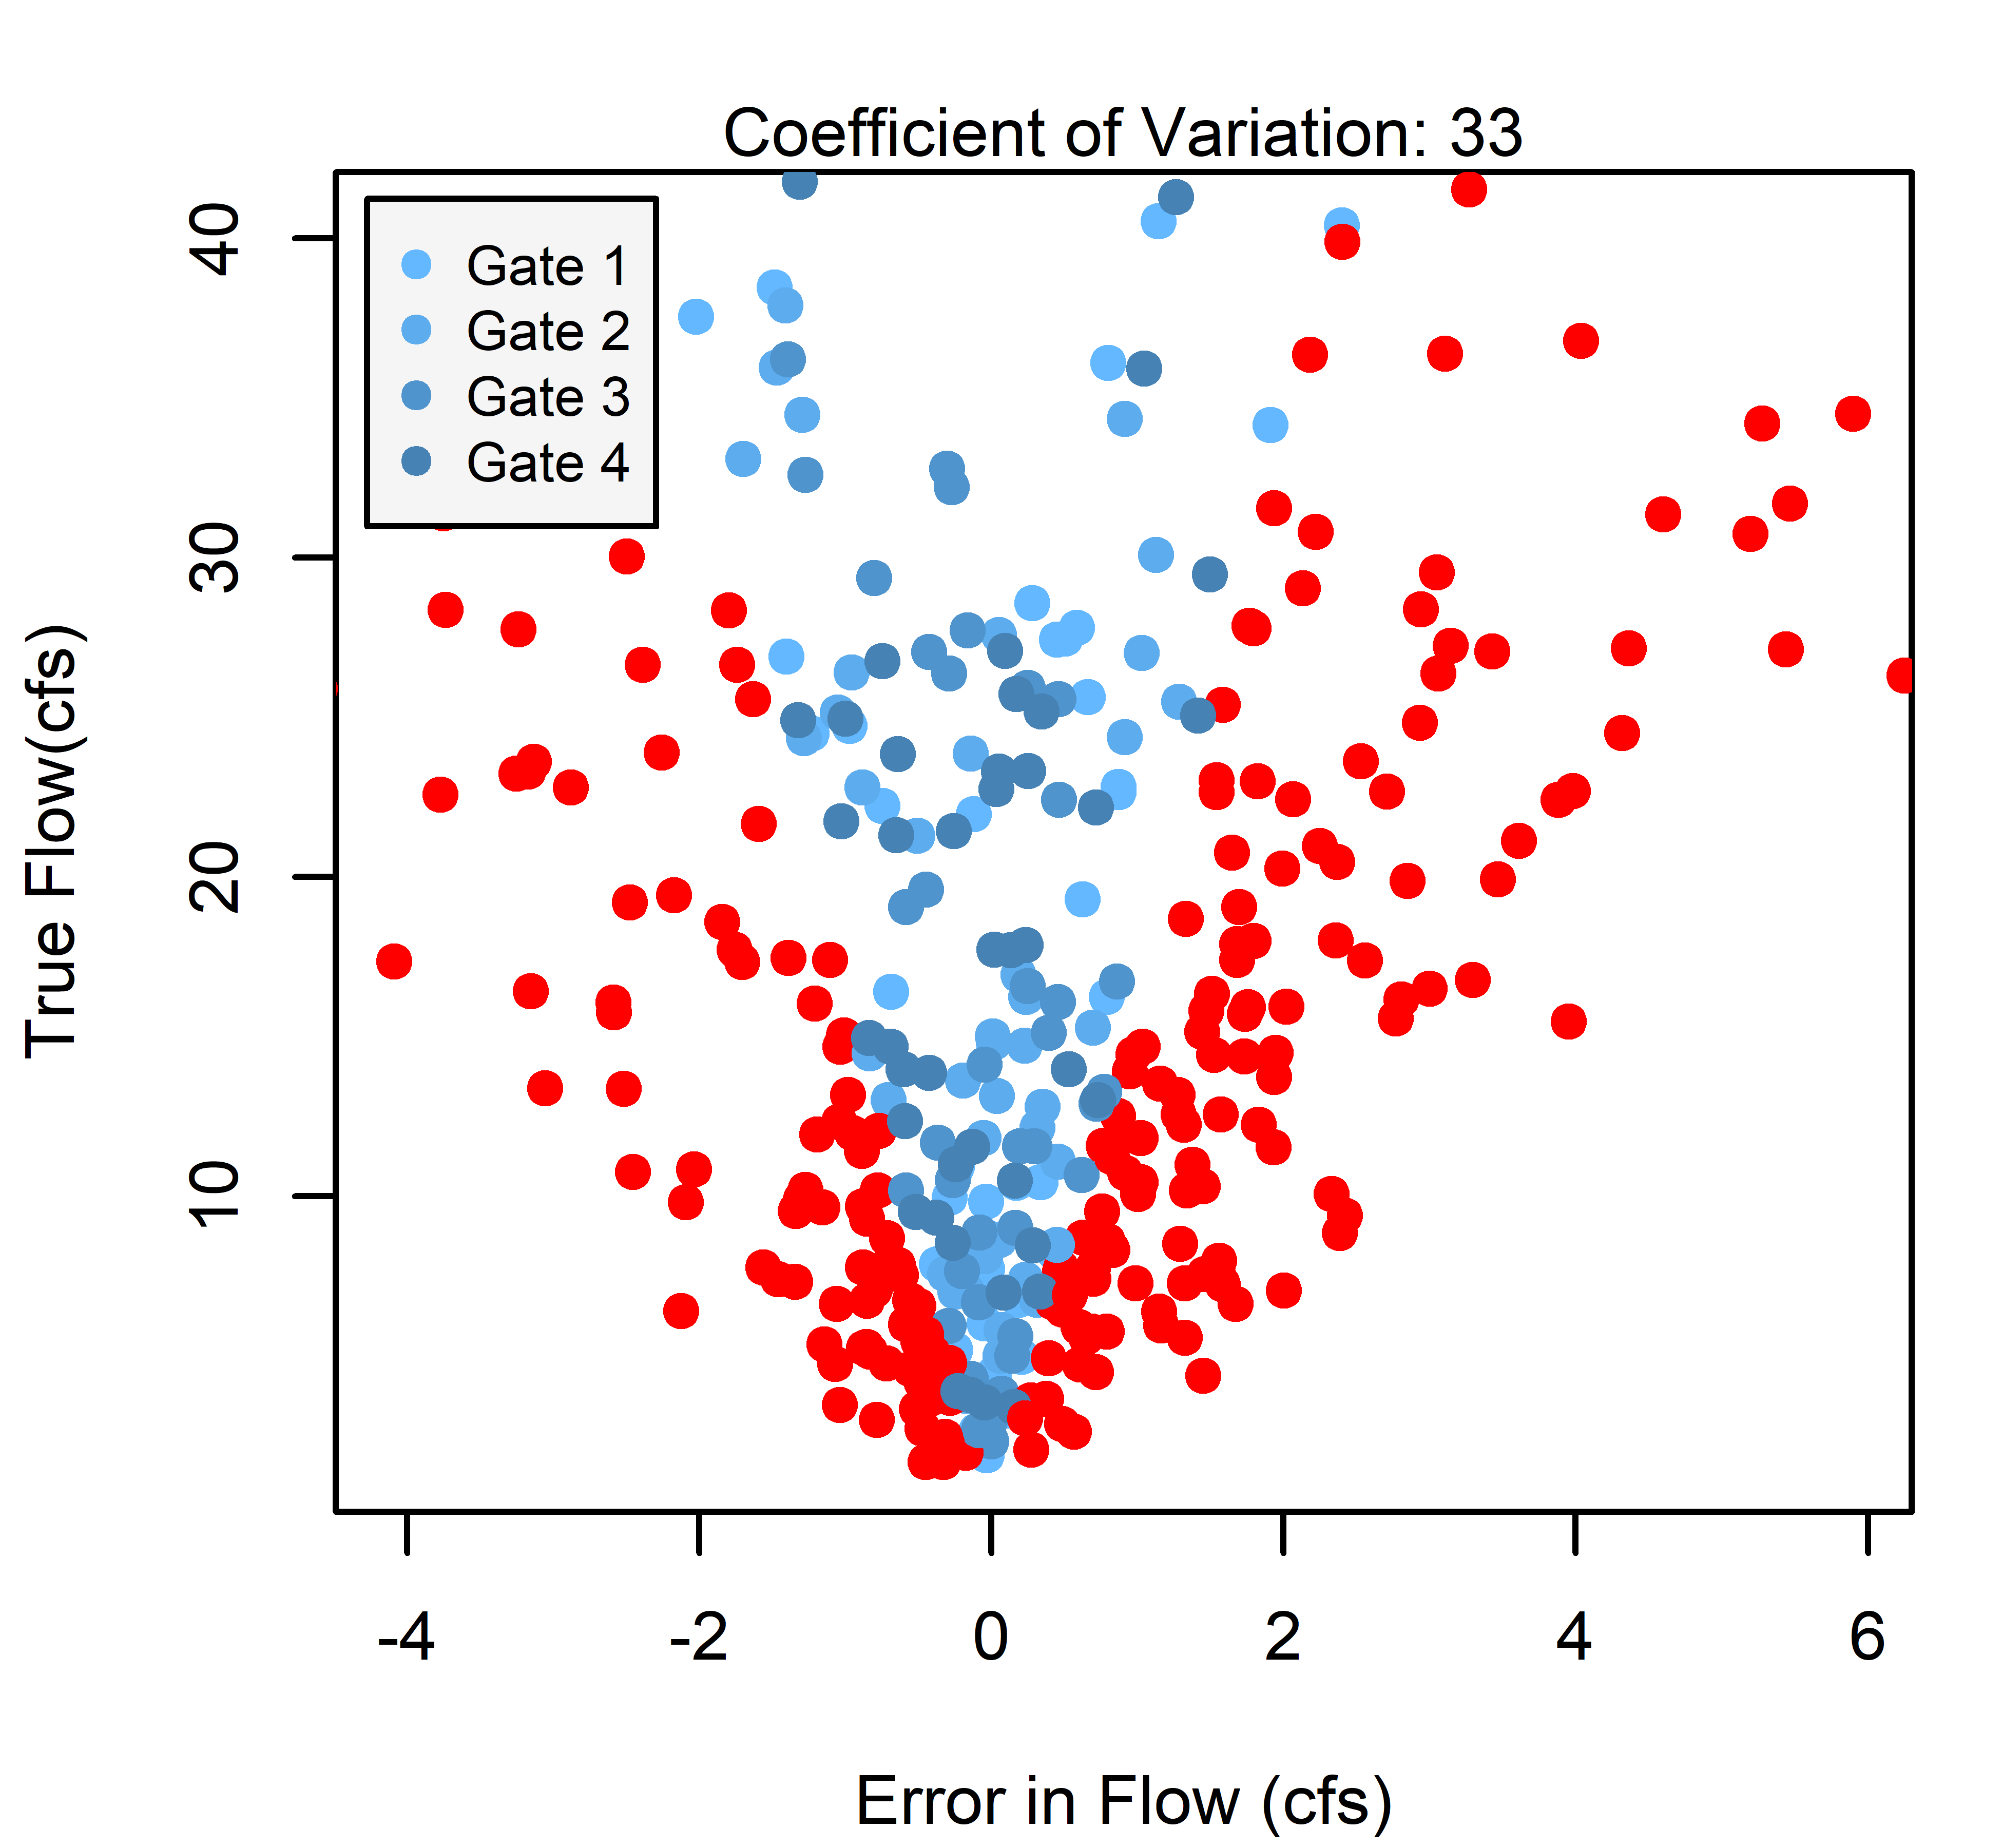 Coefficient of Variation: 33
Gate 1
Gate 2
Gate 3
Gate 4
True Flow(cfs)
40
30
20
10
-4 -2 0 2 4 6
Error in Flow (cfs)